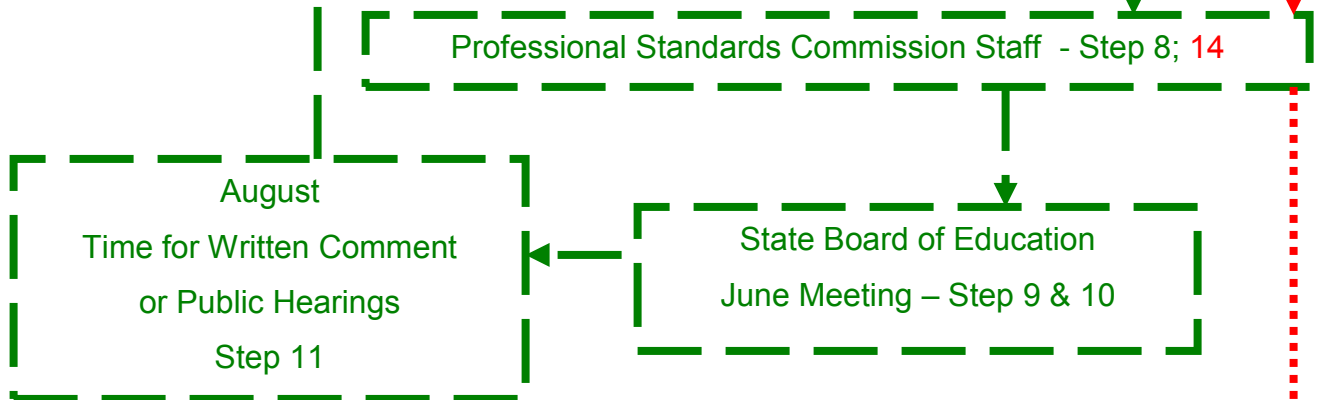 Professional Standards Commission Staff - Step 8; 14
August
Time for Written Comment
or Public Hearings
Step 11
State Board of Education
June Meeting – Step 9 & 10